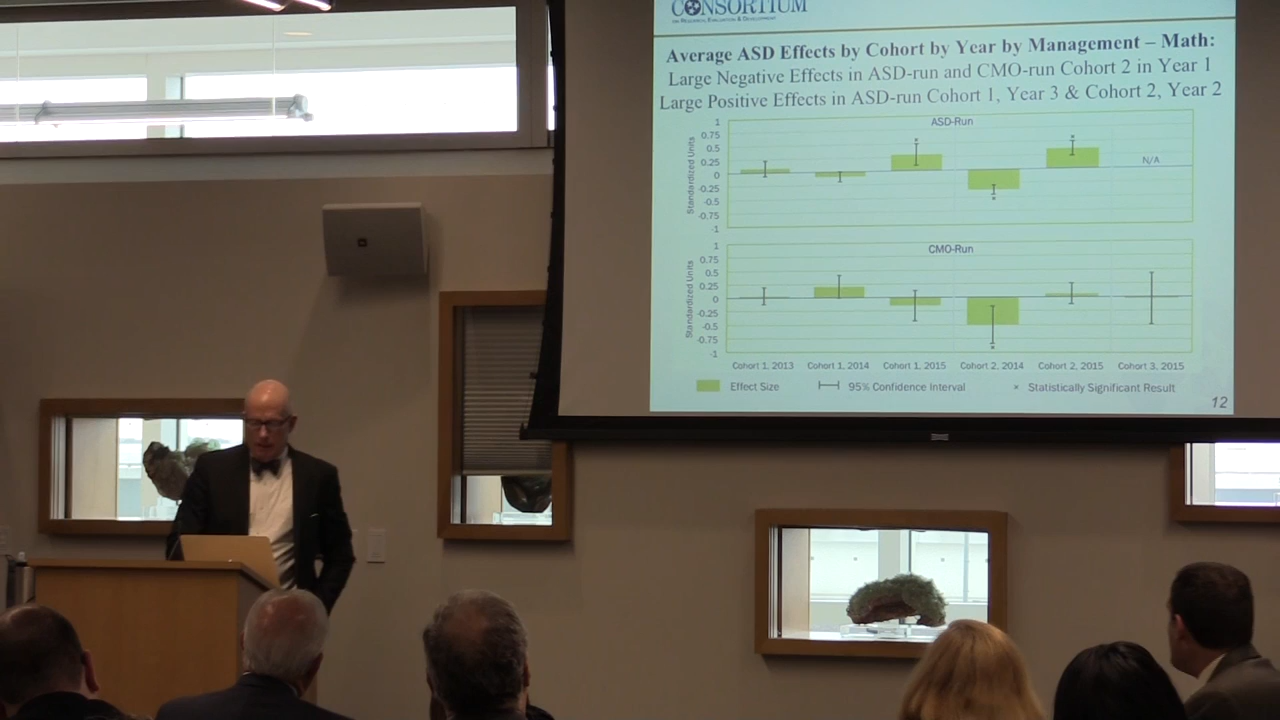 CONSORTIUM
ON RESEARCH, EVALUATION & DEVELOPMENT
Average ASD Effects by Cohort by Year by Management – Math:
Large Negative Effects in ASD-run and CMO-run Cohort 2 in Year 1
Large Positive Effects in ASD-run Cohort 1, Year 3 & Cohort 2, Year 2
ASD-Run
Standardized Units
1
0.75
0.5
0.25
0
-0.25
-0.5
-0.75
-1
N/A
CMO-Run
Standardized Units
1
0.75
0.5
0.25
0
-0.25
-0.5
-0.75
-1
Cohort 1, 2013 Cohort 1, 2014 Cohort 1, 2015 Cohort 2, 2014 Cohort 2, 2015 Cohort 3, 2015
Effect Size 95% Confidence Interval × Statistically Significant Result
12